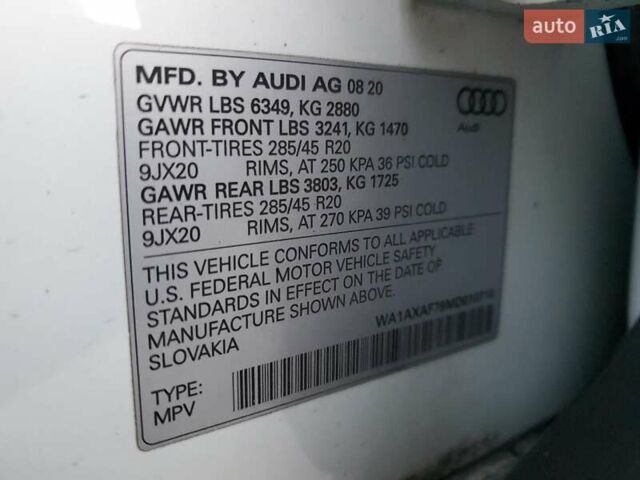 auto RIA
.com
MFD. BY AUDI AG 08 20
GVWR LBS 6349, KG 2880
GAWR FRONT LBS 3241, KG 1470
FRONT-TIRES 285/45 R20
9JX20 RIMS, AT 250 KPA 36 PSI COLD
GAWR REAR LBS 3803, KG 1725
REAR-TIRES 285/45 R20
9JX20 RIMS, AT 270 KPA 39 PSI COLD
Audi
THIS VEHICLE CONFORMS TO ALL APPLICABLE
U.S. FEDERAL MOTOR VEHICLE SAFETY
STANDARDS IN EFFECT ON THE DATE OF
MANUFACTURE SHOWN ABOVE.
SLOVAKIA
TYPE:
MPV